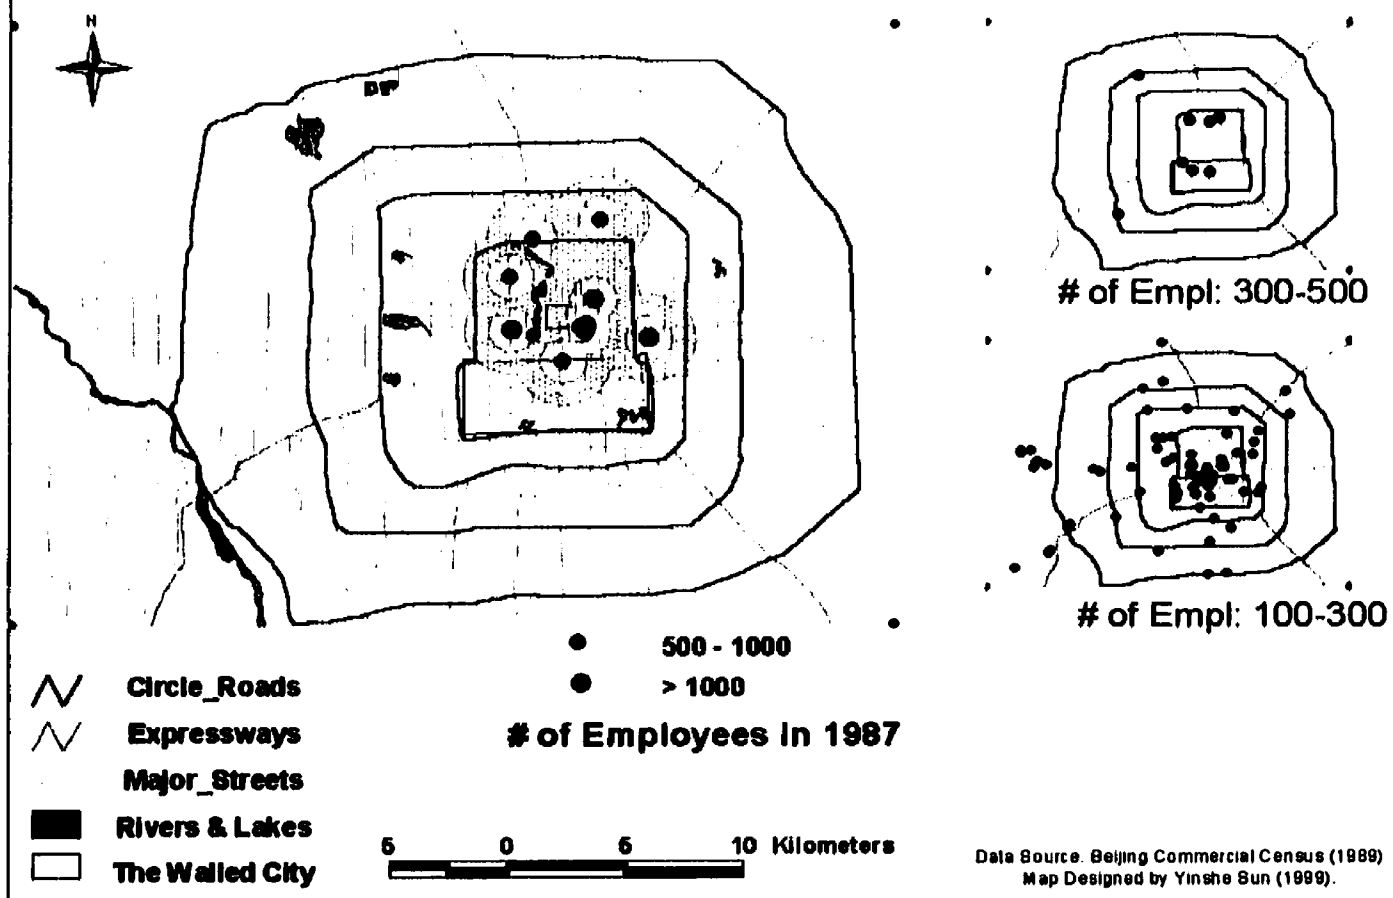 N
# of Empl: 300-500
# of Empl: 100-300
500 - 1000
> 1000
# of Employees in 1987
Circle_Roads
Expressways
Major_Streets
Rivers & Lakes
The Walled City
5 0 5 10 Kilometers
Data Source. Beijing Commercial Census (1989)
Map Designed by Yinshe Sun (1999).